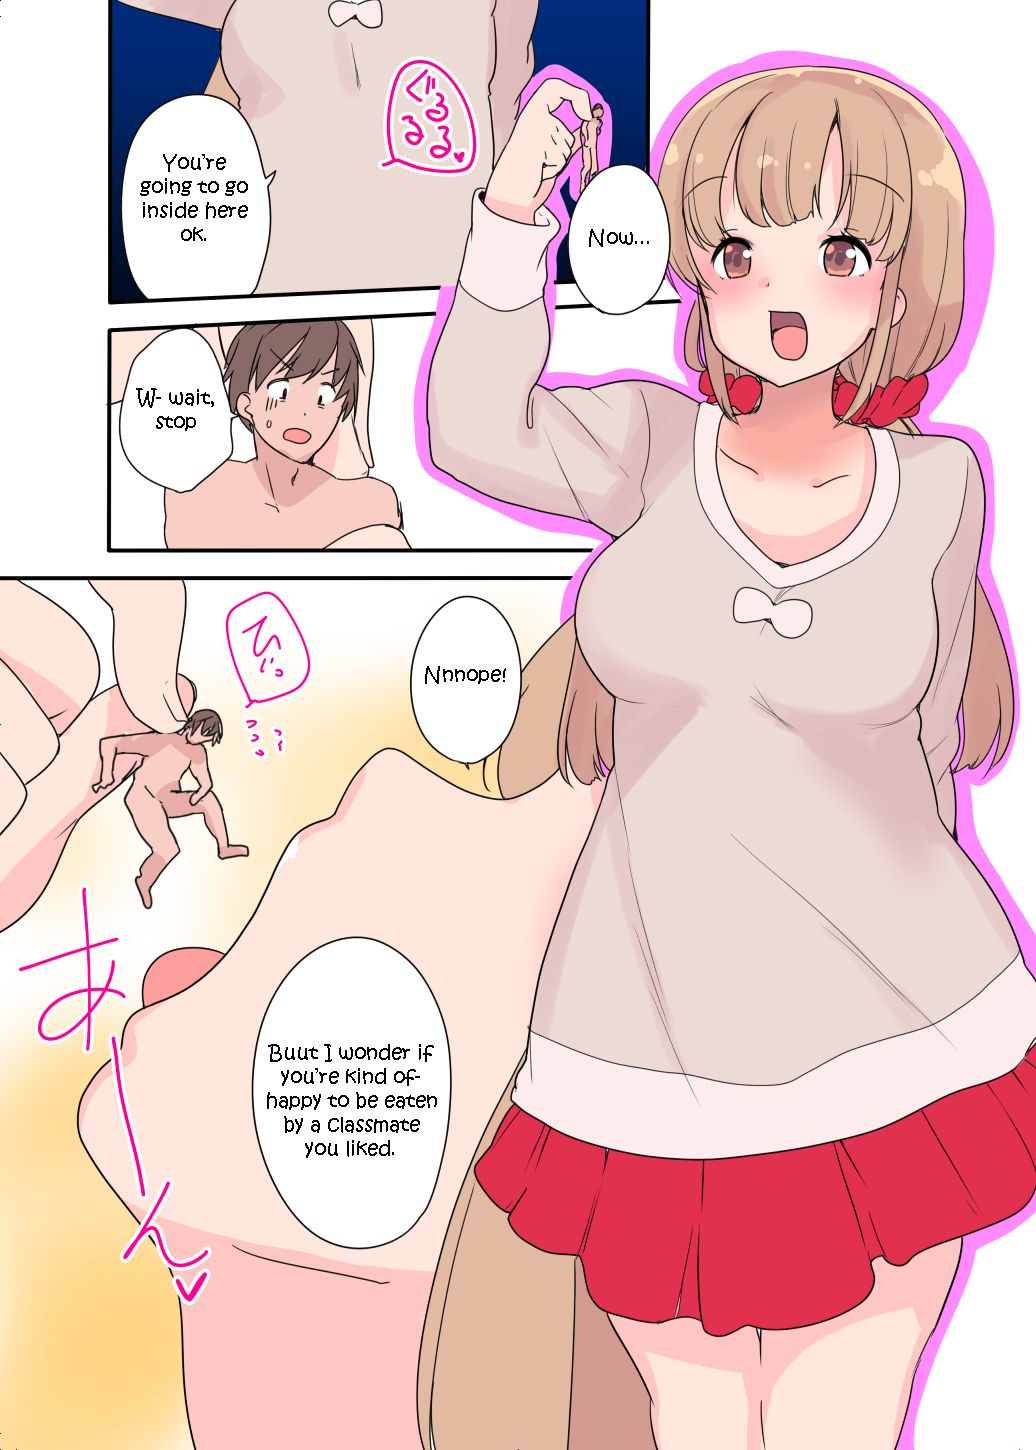 Now...
ぐるる
You're
going to go
inside here
ok.
W- wait,
stop
Nnnope!
ひぃっ
あーん
Buut I wonder if
you're kind of-
happy to be eaten
by a classmate
you liked.